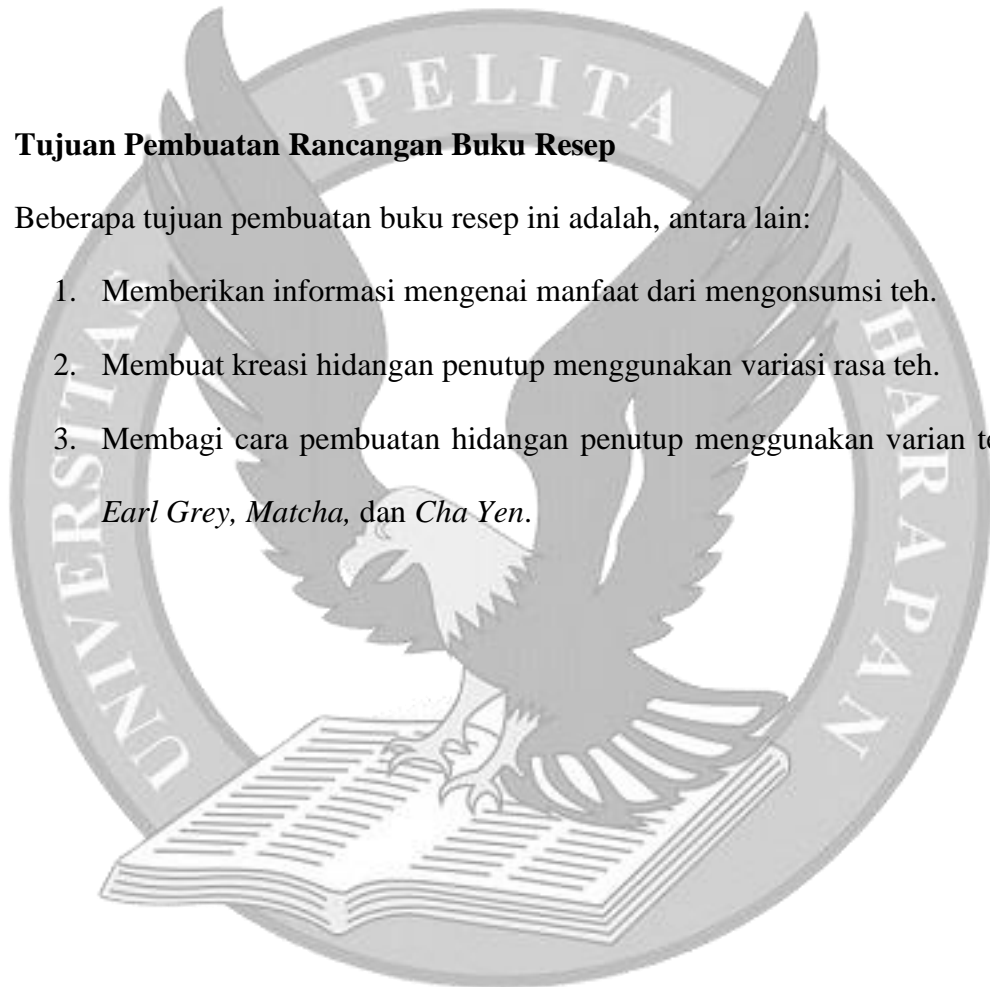 PELITA
Tujuan Pembuatan Rancangan Buku Resep
Beberapa tujuan pembuatan buku resep ini adalah, antara lain:
1. Memberikan informasi mengenai manfaat dari mengonsumsi teh.
2. Membuat kreasi hidangan penutup menggunakan variasi rasa teh.
3. Membagi cara pembuatan hidangan penutup menggunakan varian
Earl Grey, Matcha, dan Cha Yen.
UNIVERSITAS
HARAPAN